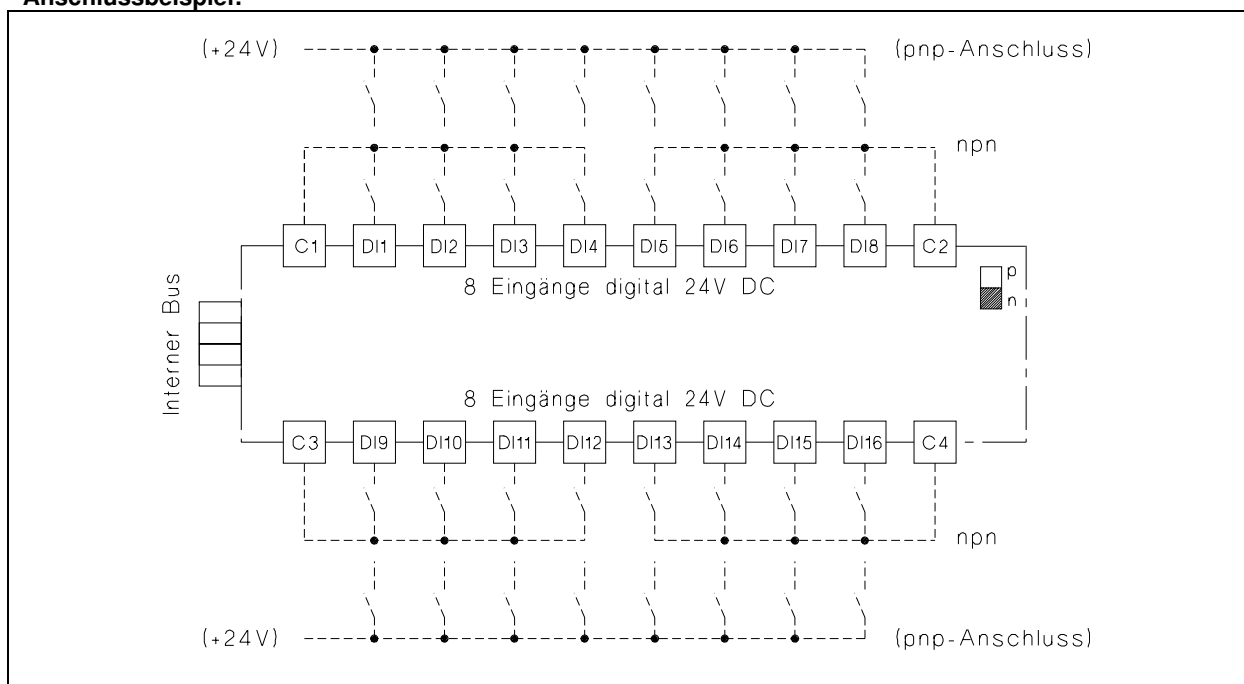 Anschlussbeispiel:
(+24V) (pnp-Anschluss)
npn
C1 DI1 DI2 DI3 DI4 DI5 DI6 DI7 DI8 C2
p
8 Eingänge digital 24V DC
n
Interner Bus
8 Eingänge digital 24V DC
C3 DI9 DI10 DI11 DI12 DI13 DI14 DI15 DI16 C4
npn
(+24V) (pnp-Anschluss)